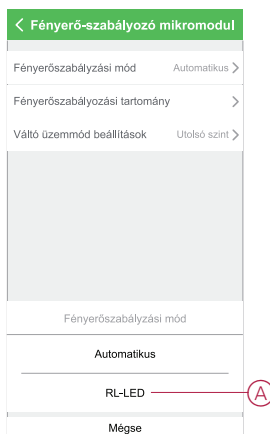 Fényerő-szabályozó mikromodul
Fényerőszabályzási mód Automatikus
Fényerőszabályozási tartomány
Váltó üzemmód beállítások Utolsó szint
Fényerőszabályzási mód
Automatikus
RL-LED A
Mégse